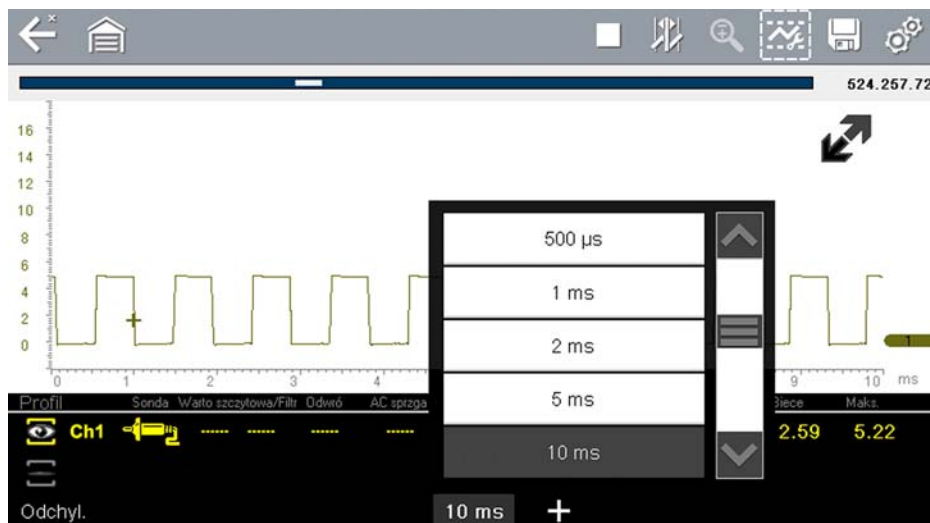 524.257.72
16
14
12
10
8
6
4
2
0
0 1 2 3 4 9 10 ms
500 µs
1 ms
2 ms
5 ms
10 ms
1
Profil Sonda Warto szczytowa/Filtr Odwró AC sprzga Biece Maks.
Ch1 ------ ------ ------ ------ 2.59 5.22
Odchyl. 10 ms +